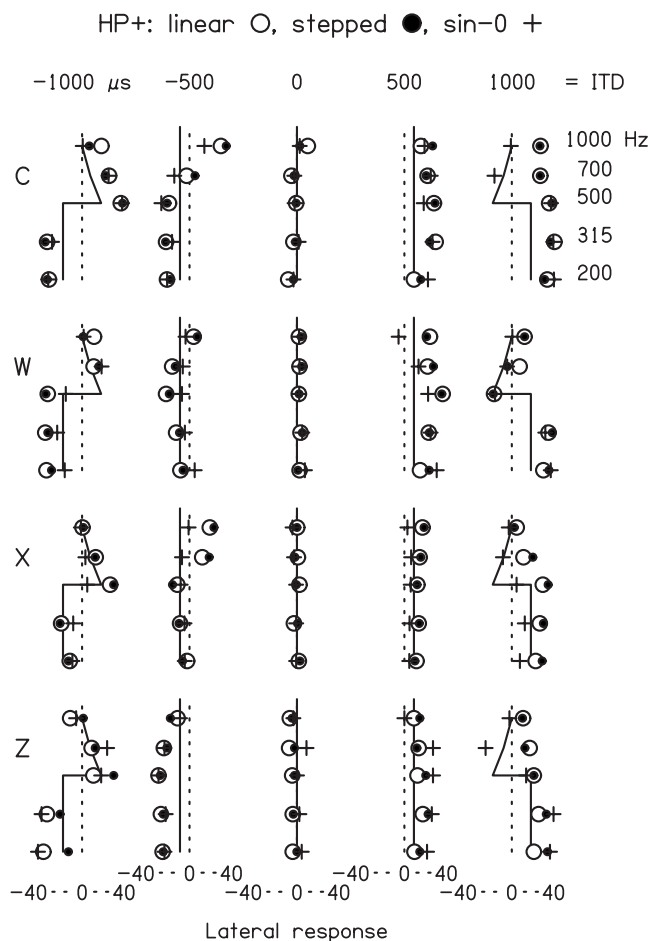 HP+: linear ○, stepped ●, sin-0 +
-1000 μs -500 0 500 1000 = ITD
1000 Hz
C 700
500
315
200
W
X
Z
-40 · · 0 · · 40 -40 · · 0 · · 40
-40 · · 0 · · 40 -40 · · 0 · · 40 -40 · · 0 · · 40
Lateral response